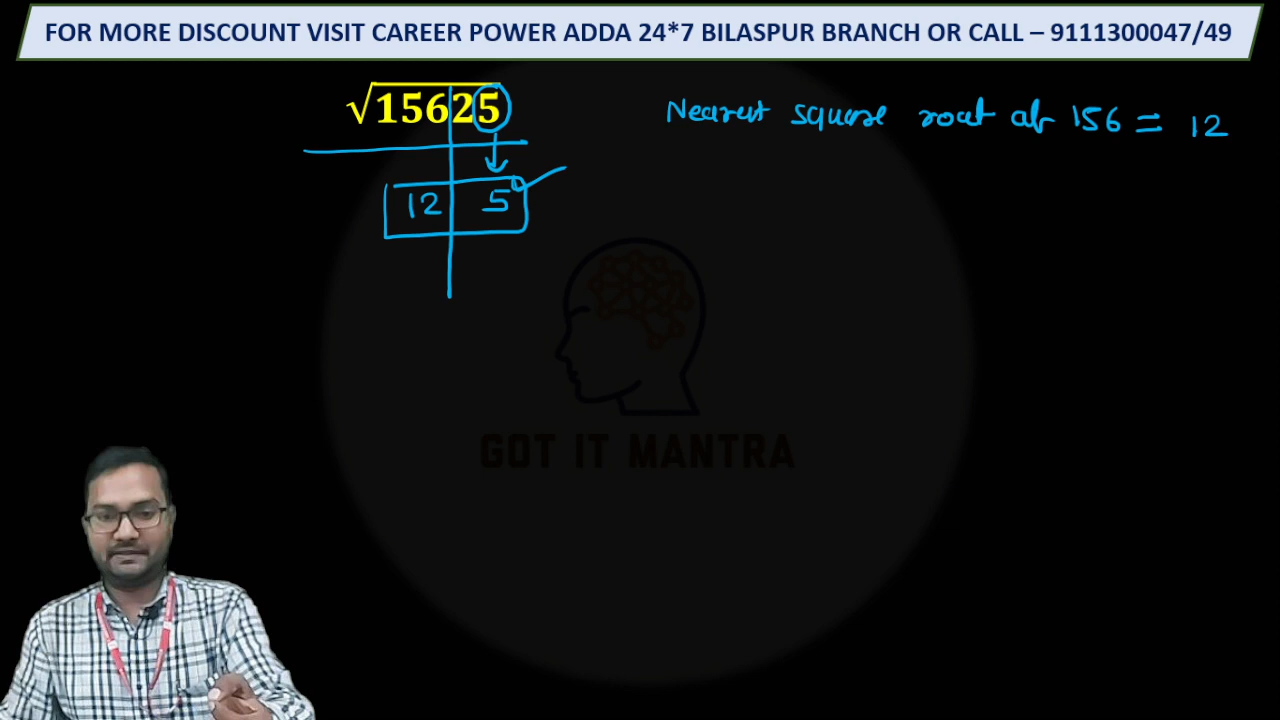 FOR MORE DISCOUNT VISIT CAREER POWER ADDA 24*7 BILASPUR BRANCH OR CALL – 9111300047/49
√15625
Nearest square root of 156 = 12
12 5
GOT IT MANTRA